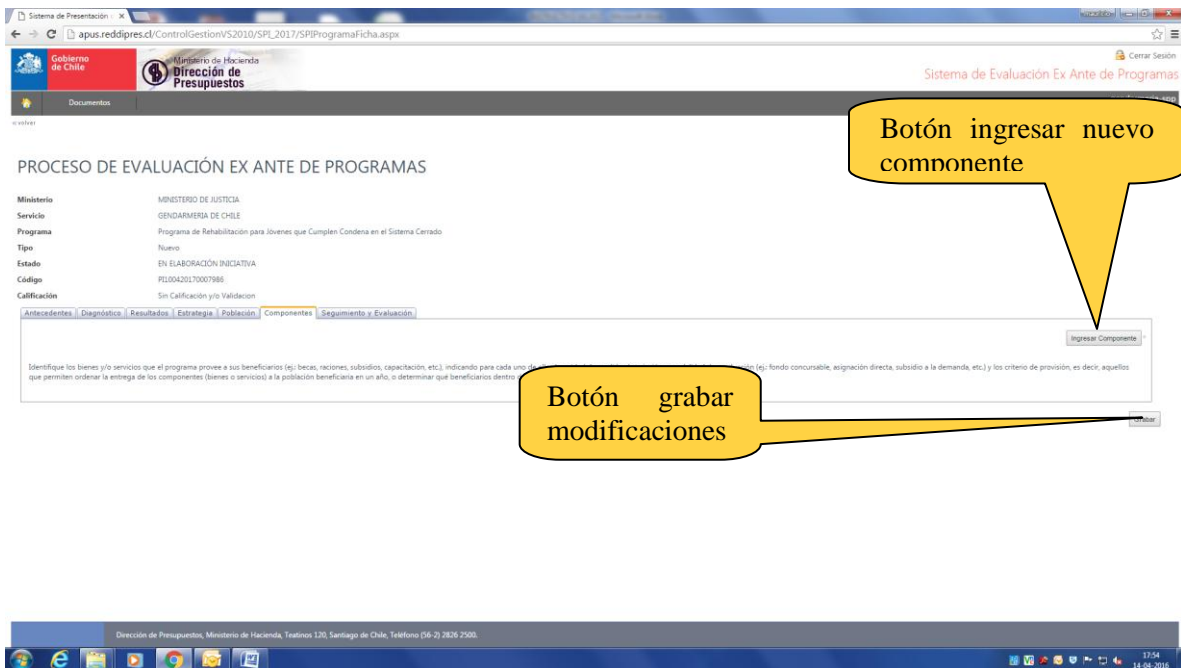 Sistema de Presentación
apus.reddipres.cl/ControlGestionVS2010/SPI_2017/SPIProgramaFicha.aspx
Gobierno
de Chile
Ministerio de Hacienda
Dirección de
Presupuestos
Cerrar Sesión
Sistema de Evaluación Ex Ante de Programas
Documentos
volver
Botón ingresar nuevo
componente
PROCESO DE EVALUACIÓN EX ANTE DE PROGRAMAS
Ministerio MINISTERIO DE JUSTICIA
Servicio GENDARMERIA DE CHILE
Programa Programa de Rehabilitación para Jóvenes que Cumplen Condena en el Sistema Cerrado
Tipo Nuevo
Estado EN ELABORACIÓN INICIATIVA
Código PI100420170007986
Calificación Sin Calificación y/o Validacion
Antecedentes Diagnóstico Resultados Estrategia Población Componentes Seguimiento y Evaluación
Ingresar Componente
Identifique los bienes y/o servicios que el programa provee a sus beneficiarios (ej.: becas, raciones, subsidios, capacitación, etc.), indicando para cada uno de (ej.: fondo concursable, asignación directa, subsidio a la demanda, etc.) y los criterio de provisión, es decir, aquellos
que permiten ordenar la entrega de los componentes (bienes o servicios) a la población beneficiaria en un año, o determinar qué beneficiarios dentro
Botón grabar
modificaciones
Grabar
Dirección de Presupuestos, Ministerio de Hacienda, Teatinos 120, Santiago de Chile, Teléfono (56-2) 2826 2500.
17:54
14-04-2016